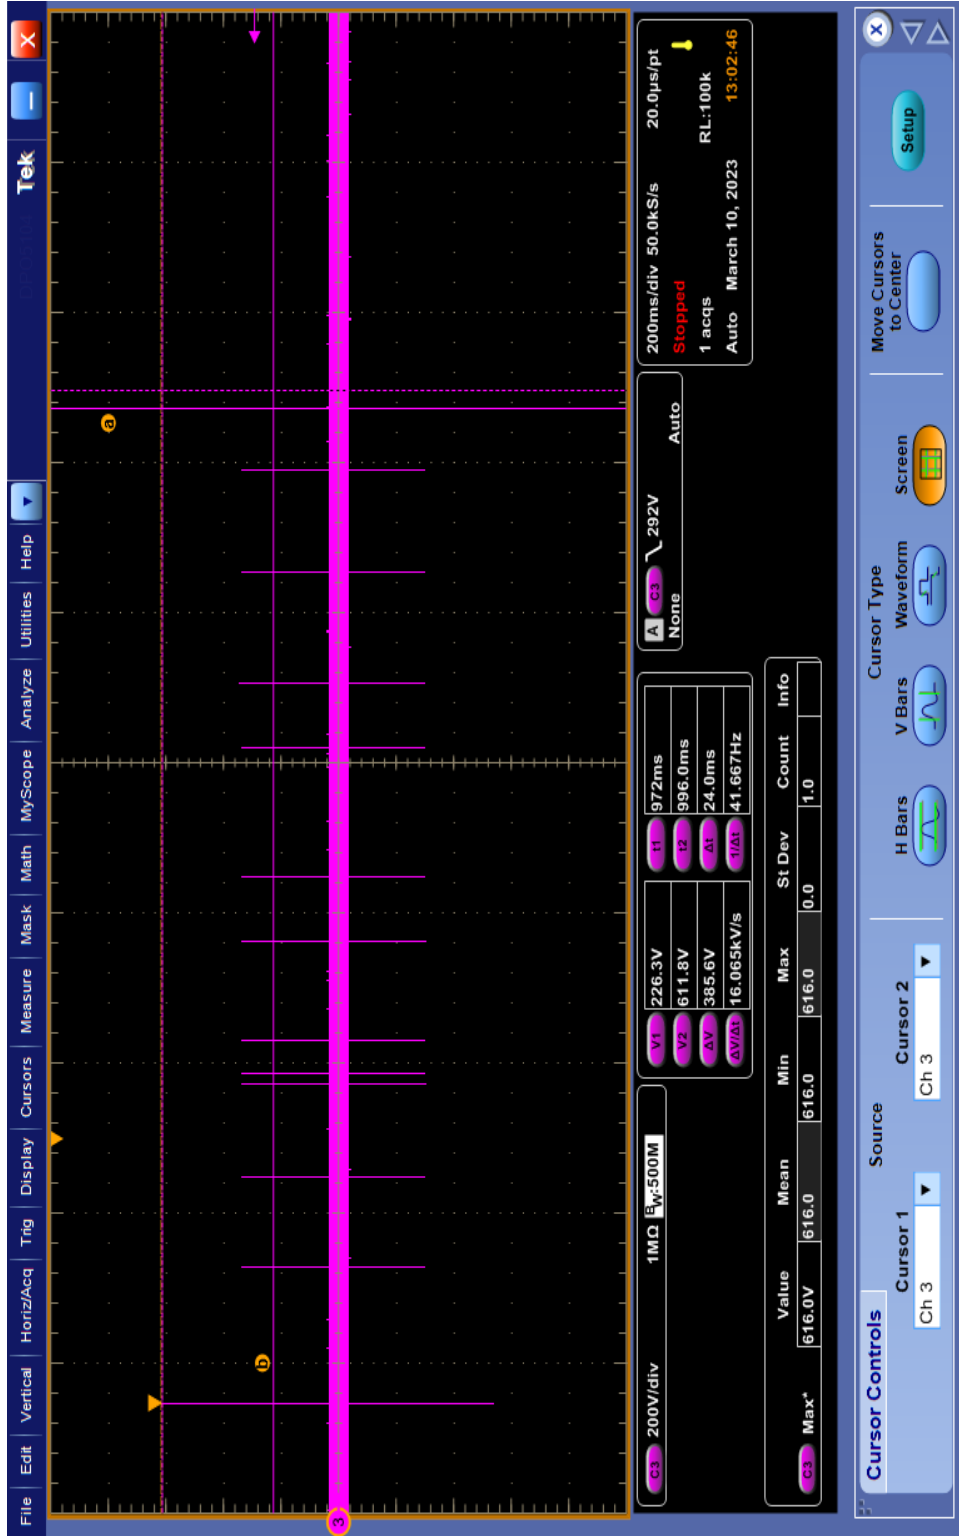 File Edit Vertical Horiz/Acq Trig Display Cursors Measure Mask Math MyScope Analyze Utilities Help Tek X
a
b
3
C3 200V/div 1MΩ BW:500M
V1 226.3V t1 972ms
V2 611.8V t2 996.0ms
ΔV 385.6V Δt 24.0ms
ΔV/Δt 16.065kV/s 1/Δt 41.667Hz
A C3 292V
None Auto
200ms/div 50.0kS/s 20.0µs/pt
Stopped
1 acqs RL:100k
Auto March 10, 2023 13:02:46
Value Mean Min Max St Dev Count Info
C3 Max* 616.0V 616.0 616.0 616.0 0.0 1.0
Cursor Controls
Source
Cursor 1
Ch 3
Cursor 2
Ch 3
Cursor Type
H Bars
V Bars
Waveform
Screen
Move Cursors
to Center
Setup
X